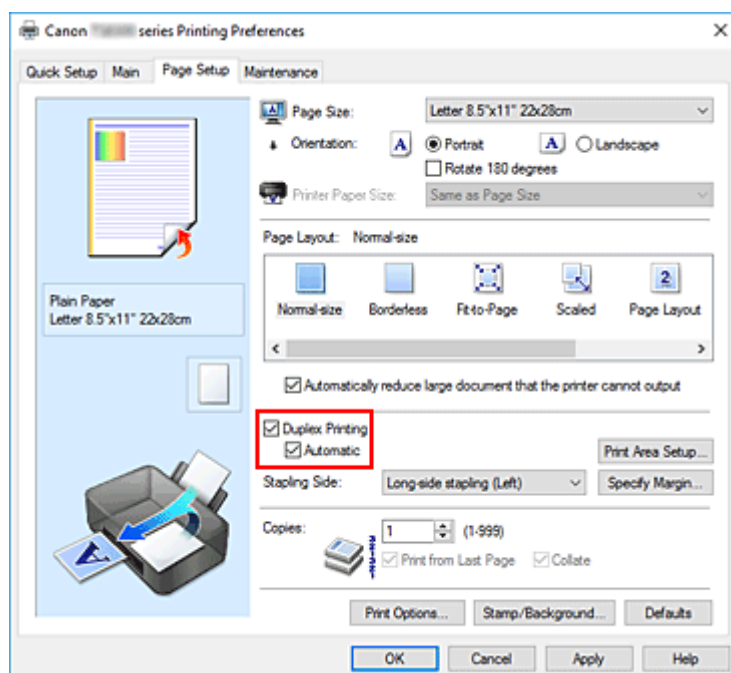 Canon series Printing Preferences
Quick Setup Main Page Setup Maintenance
Page Size: Letter 8.5"x11" 22x28cm
Orientation: A Portrait A Landscape
Rotate 180 degrees
Printer Paper Size: Same as Page Size
Page Layout: Normal-size
2
Normal-size Borderless Fit-to-Page Scaled Page Layout
Plain Paper
Letter 8.5"x11" 22x28cm
Automatically reduce large document that the printer cannot output
Duplex Printing
Automatic
Print Area Setup...
Stapling Side: Long-side stapling (Left) Specify Margin...
Copies: 1 (1-999)
Print from Last Page Collate
A
Print Options... Stamp/Background... Defaults
OK Cancel Apply Help